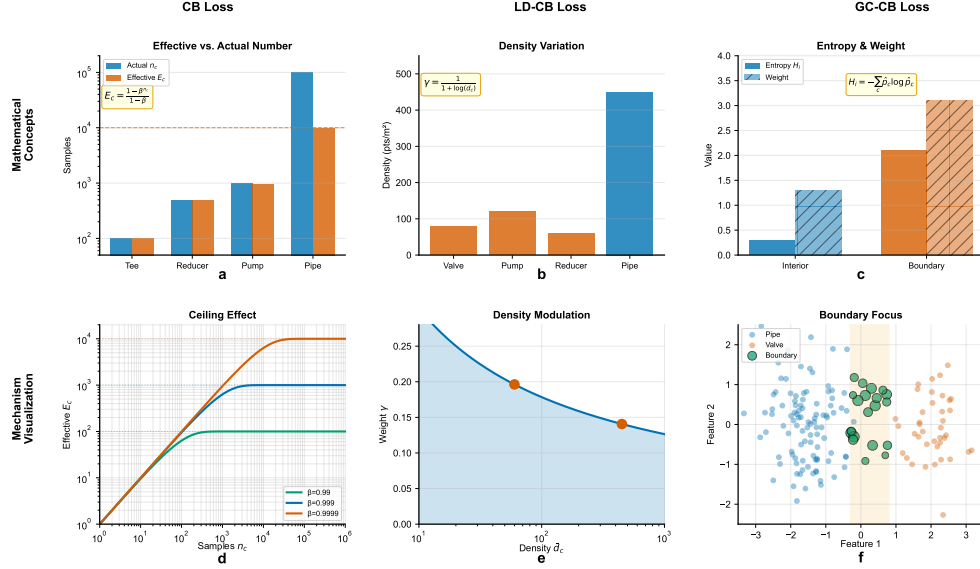 CB Loss
LD-CB Loss
GC-CB Loss
Mathematical
Concepts
Effective vs. Actual Number
Actual n_c
Effective E_c
E_c = \frac{1-β^{n_c}}{1-β}
Samples
10^5
10^4
10^3
10^2
Tee
Reducer
Pump
Pipe
a
Density Variation
γ = \frac{1}{1+log(d̄_c)}
Density (pts/m²)
500
400
300
200
100
0
Valve
Pump
Reducer
Pipe
b
Entropy & Weight
Entropy H_i
Weight
H_i = -∑_c p̂_c log p̂_c
Value
4.0
3.5
3.0
2.5
2.0
1.5
1.0
0.5
0.0
Interior
Boundary
c
Mechanism
Visualization
Ceiling Effect
Effective E_c
10^4
10^3
10^2
10^1
10^0
β=0.99
β=0.999
β=0.9999
10^0
10^1
10^2
10^3
10^4
10^5
10^6
Samples n_c
d
Density Modulation
Weight γ
0.25
0.20
0.15
0.10
0.05
0.00
10^1
10^2
10^3
Density d̄_c
e
Boundary Focus
Pipe
Valve
Boundary
Feature 2
2
1
0
−1
−2
−3
−2
−1
0
1
2
3
Feature 1
f